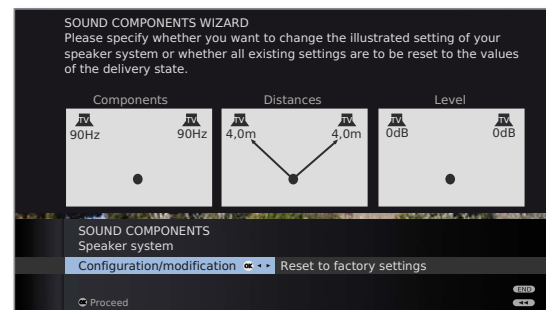 SOUND COMPONENTS WIZARD
Please specify whether you want to change the illustrated setting of your
speaker system or whether all existing settings are to be reset to the values
of the delivery state.
Components Distances Level
TV TV TV TV TV TV
90Hz 90Hz 4,0m 4,0m 0dB 0dB
SOUND COMPONENTS
Speaker system
Configuration/modification OK Reset to factory settings
END
OK Proceed